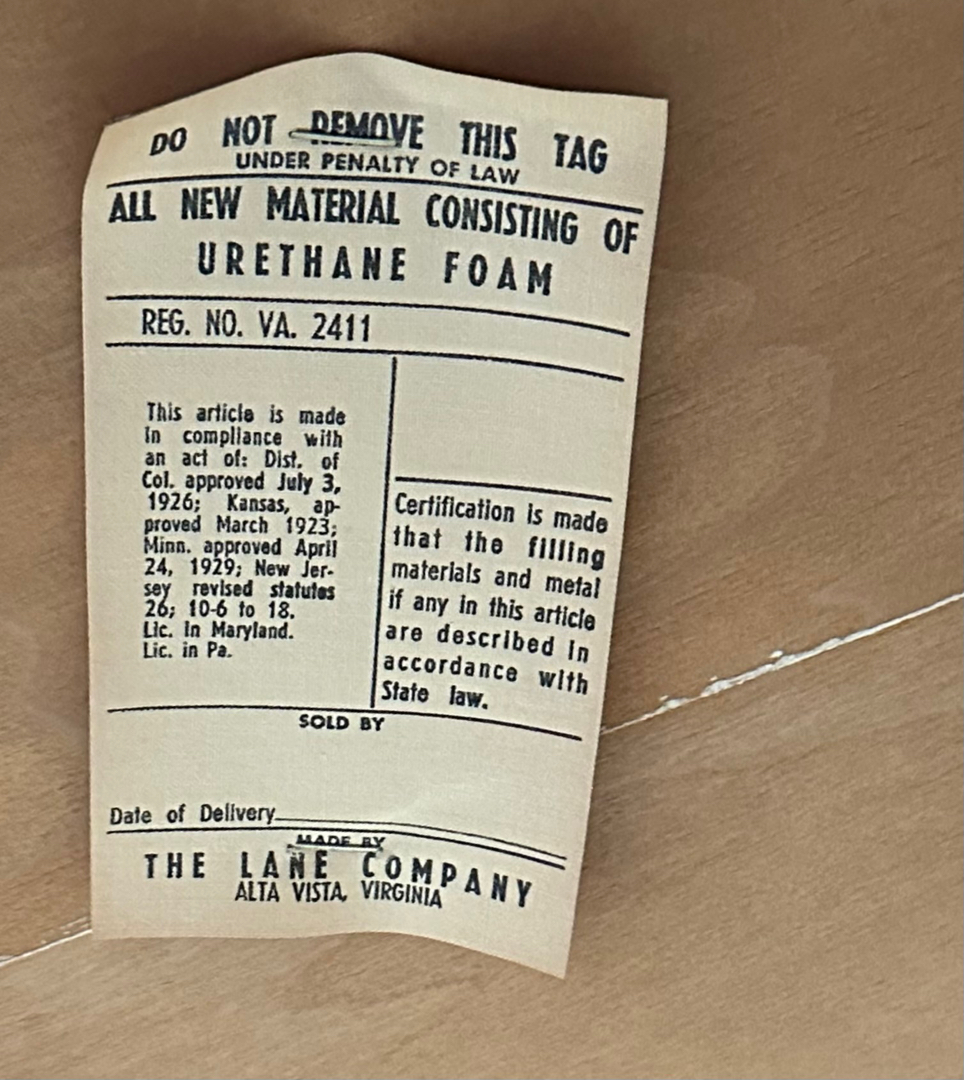 DO NOT REMOVE THIS TAG
UNDER PENALTY OF LAW
ALL NEW MATERIAL CONSISTING OF
URETHANE FOAM
REG. NO. VA. 2411
This article is made
in compliance with
an act of: Dist. of
Col. approved July 3,
1926; Kansas, ap-
proved March 1923;
Minn. approved April
24, 1929; New Jer-
sey revised statutes
26; 10-6 to 18.
Lic. in Maryland.
Lic. in Pa.
Certification is made
that the filling
materials and metal
if any in this article
are described in
accordance with
State law.
SOLD BY
Date of Delivery
MADE BY
THE LANE COMPANY
ALTA VISTA, VIRGINIA